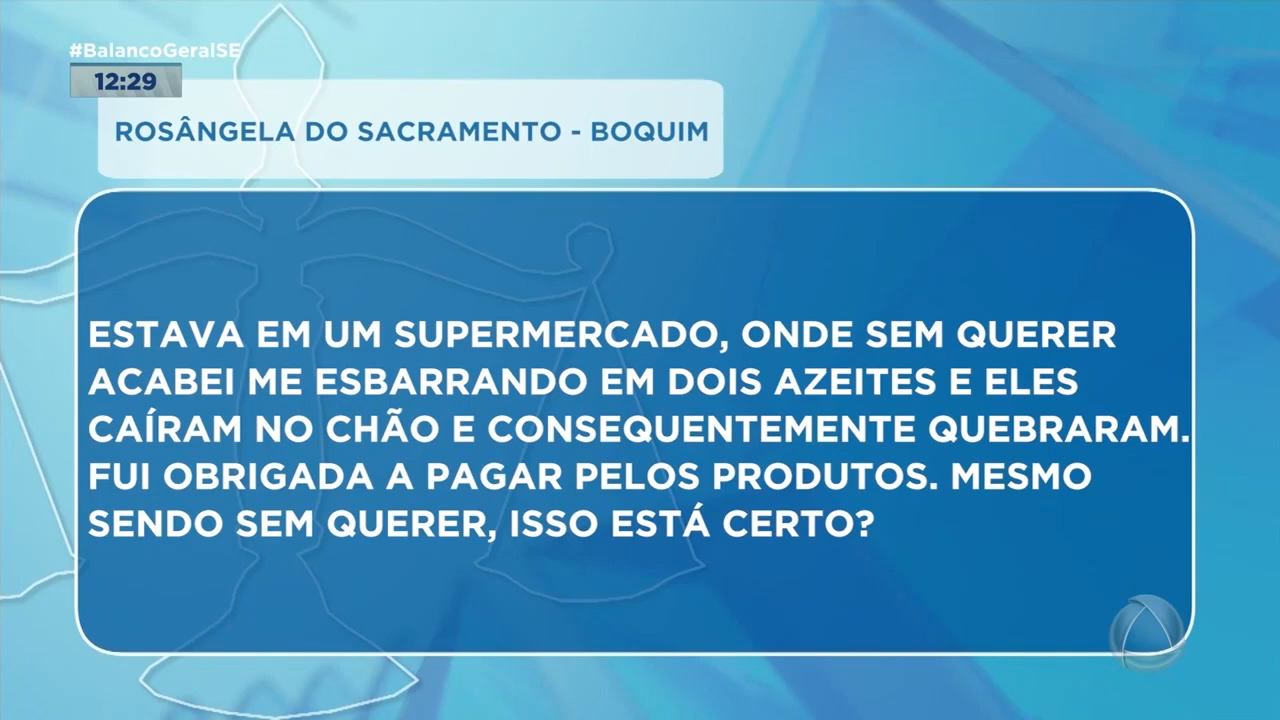 #BalancoGeralSE
12:29
ROSÂNGELA DO SACRAMENTO - BOQUIM
ESTAVA EM UM SUPERMERCADO, ONDE SEM QUERER
ACABEI ME ESBARRANDO EM DOIS AZEITES E ELES
CAÍRAM NO CHÃO E CONSEQUENTEMENTE QUEBRARAM.
FUI OBRIGADA A PAGAR PELOS PRODUTOS. MESMO
SENDO SEM QUERER, ISSO ESTÁ CERTO?